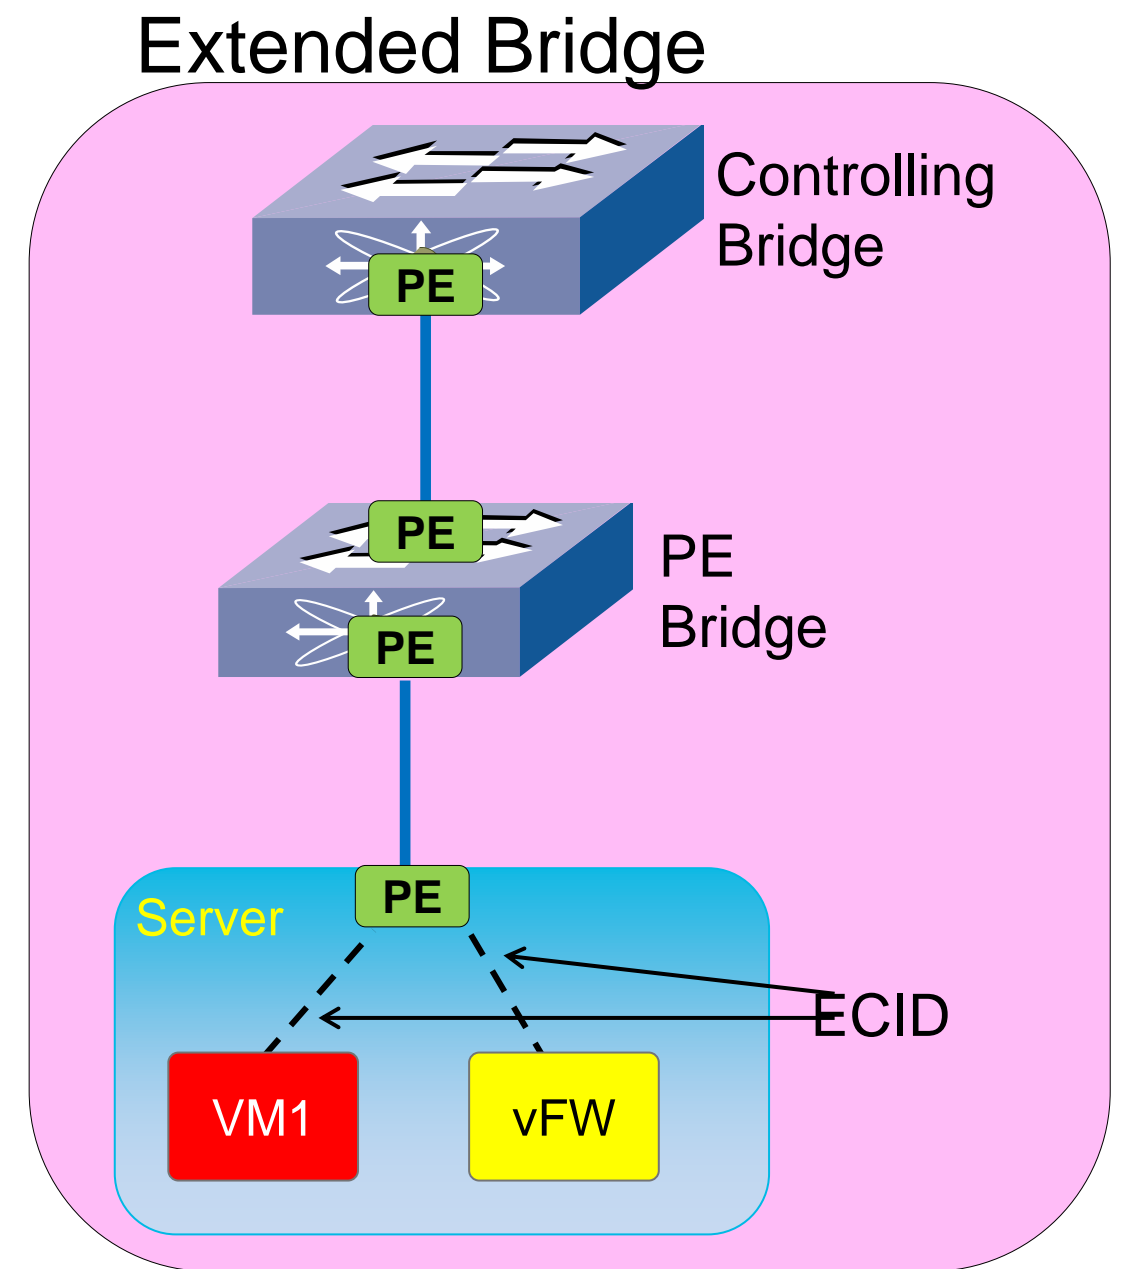 Extended Bridge
Controlling
Bridge
PE
PE
PE
Bridge
PE
PE
Server
ECID
VM1
vFW